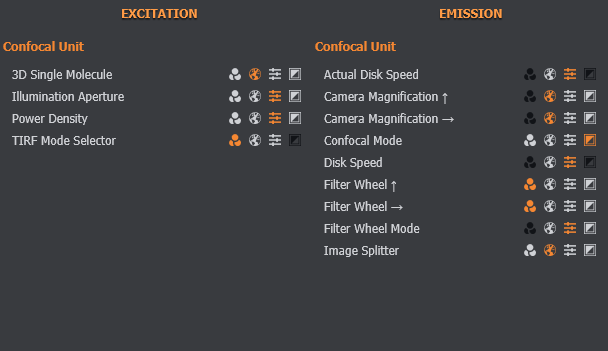 EXCITATION
Confocal Unit
3D Single Molecule
Illumination Aperture
Power Density
TIRF Mode Selector
EMISSION
Confocal Unit
Actual Disk Speed
Camera Magnification ↑
Camera Magnification →
Confocal Mode
Disk Speed
Filter Wheel ↑
Filter Wheel →
Filter Wheel Mode
Image Splitter